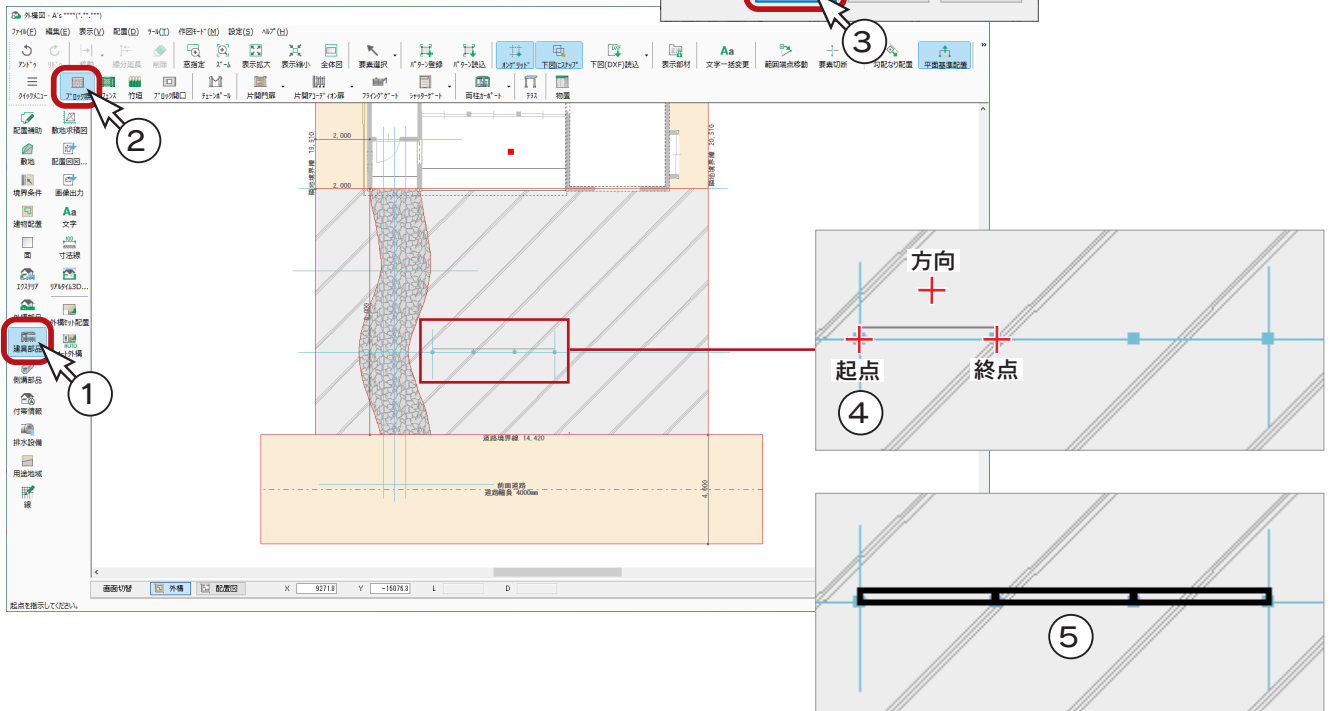 外構図 - A's ****(*.**.***)
ﾌｧｲﾙ(F) 編集(E) 表示(V) 配置(D) ﾂｰﾙ(T) 作図ﾓｰﾄﾞ(M) 設定(S) ﾍﾙﾌﾟ(H)
ｱﾝﾄﾞｩ ﾘﾄﾞｩ 線分延長 削除 窓指定 ｽﾞｰﾑ 表示拡大 表示縮小 全体図 要素選択 ﾊﾟﾀｰﾝ登録 ﾊﾟﾀｰﾝ読込 ｵﾝｸﾞﾘｯﾄﾞ 下図にｽﾅｯﾌﾟ 下図(DXF)読込 表示部材 Aa 文字一括変更 範囲端点移動 要素切断 勾配なり配置 平面基準配置 »
ｸｲｯｸﾒﾆｭｰ ﾌﾞﾛｯｸ塀 ﾌｪﾝｽ 竹垣 ﾌﾞﾛｯｸ開口 ﾁｪｰﾝﾎﾟｰﾙ 片開門扉 片開ｱｺｰﾃﾞｨｵﾝ扉 ﾌﾗｲﾝｸﾞｹﾞｰﾄ ｼｬｯﾀｰｹﾞｰﾄ 両柱ｶｰﾎﾟｰﾄ ﾃﾗｽ 物置
③
②
配置補助 敷地求積図
敷地 配置図図...
境界条件 画像出力
Aa
建物配置 文字
面 寸法線
ｴｸｽﾃﾘｱ ﾘｱﾙﾀｲﾑ3D...
外構部品 外構ｾｯﾄ配置
AUTO
建具部品 ｵｰﾄ外構
①
側溝部品
付帯情報
排水設備
用途地域
線
隣地境界線 19,810
2,000
2,000
隣地境界線 20,810
道路境界線 14,420
前面道路
道路幅員 4000mm
方向
起点 終点
④
⑤
画面切替 外構 配置図 X 9271.8 Y -15076.3 L D
起点を指示してください。